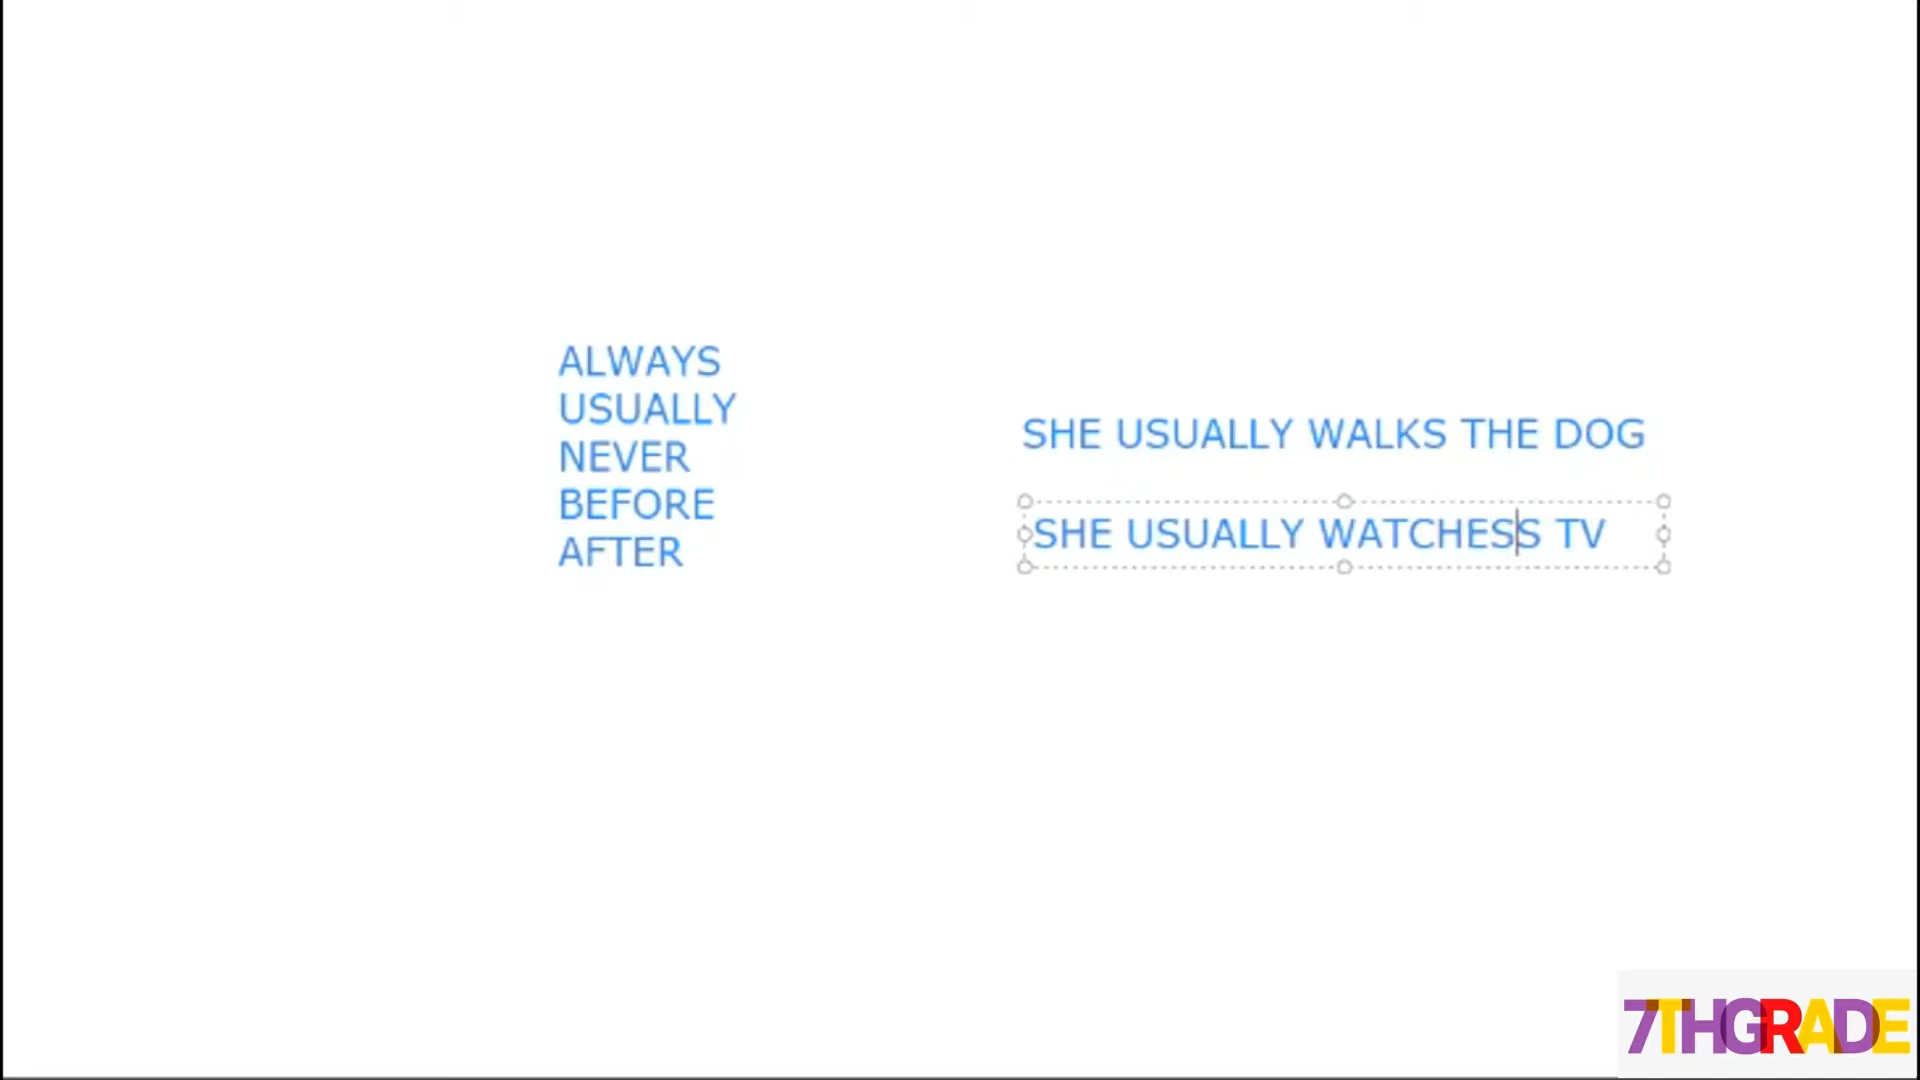 ALWAYS
USUALLY
NEVER
BEFORE
AFTER
SHE USUALLY WALKS THE DOG
SHE USUALLY WATCHESS TV
7THGRADE